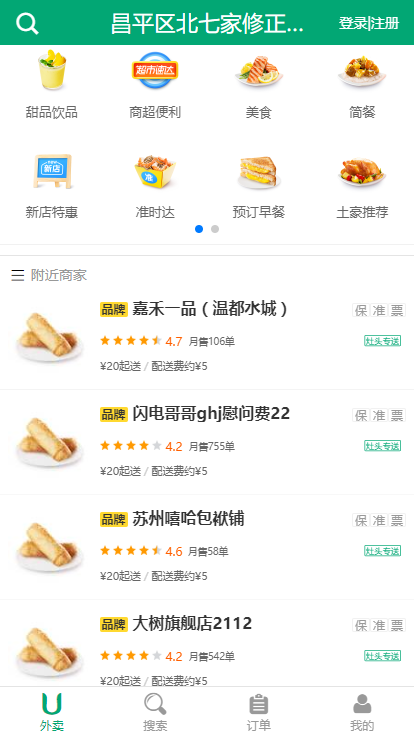 昌平区北七家修正...
登录|注册
超市速达
甜品饮品
商超便利
美食
简餐
新店
准
新店特惠
准时达
预订早餐
土豪推荐
附近商家
品牌 嘉禾一品（温都水城） 保 准 票
4.7 月售106单 灶头专送
¥20起送 / 配送费约¥5
品牌 闪电哥哥ghj慰问费22 保 准 票
4.2 月售755单 灶头专送
¥20起送 / 配送费约¥5
品牌 苏州嘻哈包袱铺 保 准 票
4.6 月售58单 灶头专送
¥20起送 / 配送费约¥5
品牌 大树旗舰店2112 保 准 票
4.2 月售542单 灶头专送
¥20起送 / 配送费约¥5
外卖
搜索
订单
我的